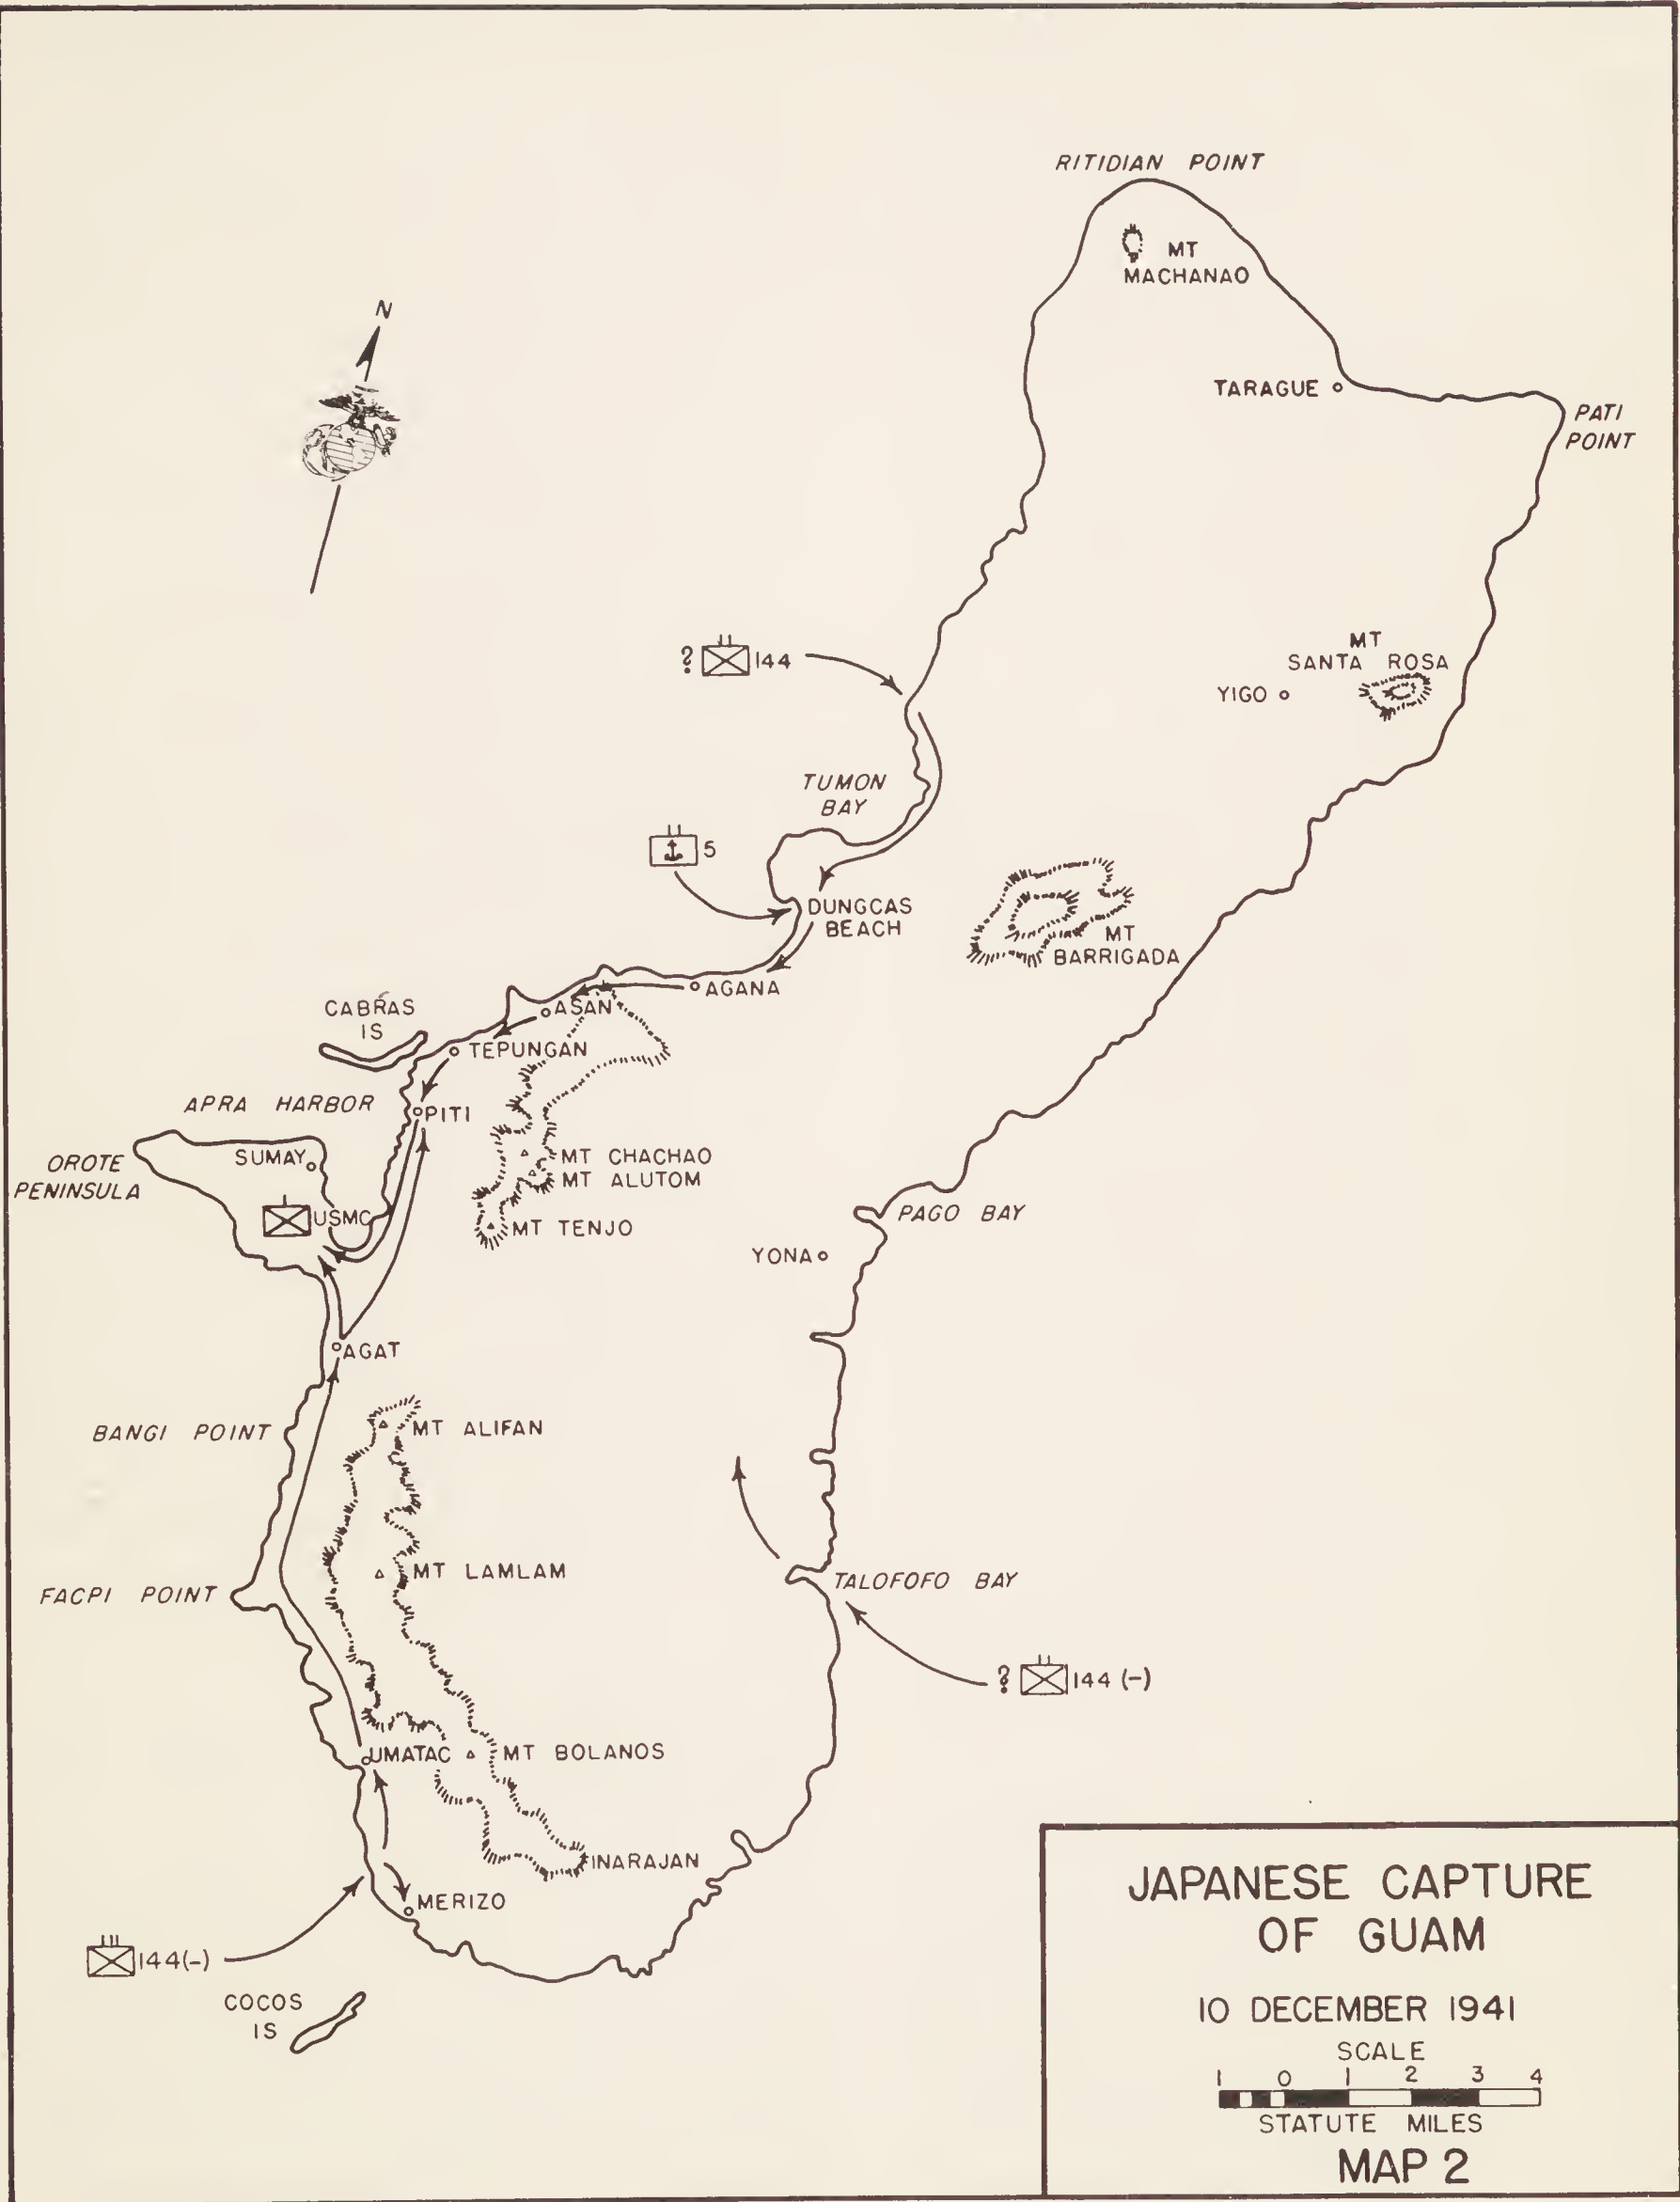 RITIDIAN POINT
MT
MACHANAO
N
TARAGUE
PATI
POINT
? 144
MT
SANTA ROSA
YIGO
TUMON
BAY
5
DUNGCAS
BEACH
MT
BARRIGADA
AGANA
CABRAS
IS
ASAN
TEPUNGAN
APRA HARBOR
PITI
OROTE
PENINSULA
SUMAY
MT CHACHAO
MT ALUTOM
USMC
MT TENJO
PAGO BAY
YONA
AGAT
BANGI POINT
MT ALIFAN
FACPI POINT
MT LAMLAM
TALOFOFO BAY
? 144 (-)
UMATAC
MT BOLANOS
INARAJAN
MERIZO
144(-)
COCOS
IS
JAPANESE CAPTURE
OF GUAM
10 DECEMBER 1941
SCALE
1 0 1 2 3 4
STATUTE MILES
MAP 2